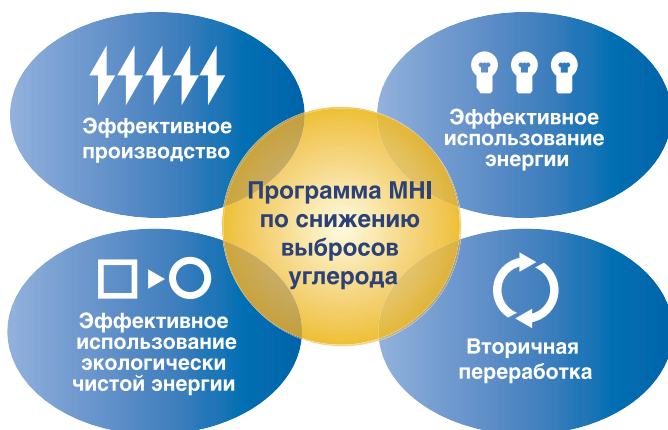 Эффективное
производство
Эффективное
использование
энергии
Программа MHI
по снижению
выбросов
углерода
Эффективное
использование
экологически
чистой энергии
Вторичная
переработка